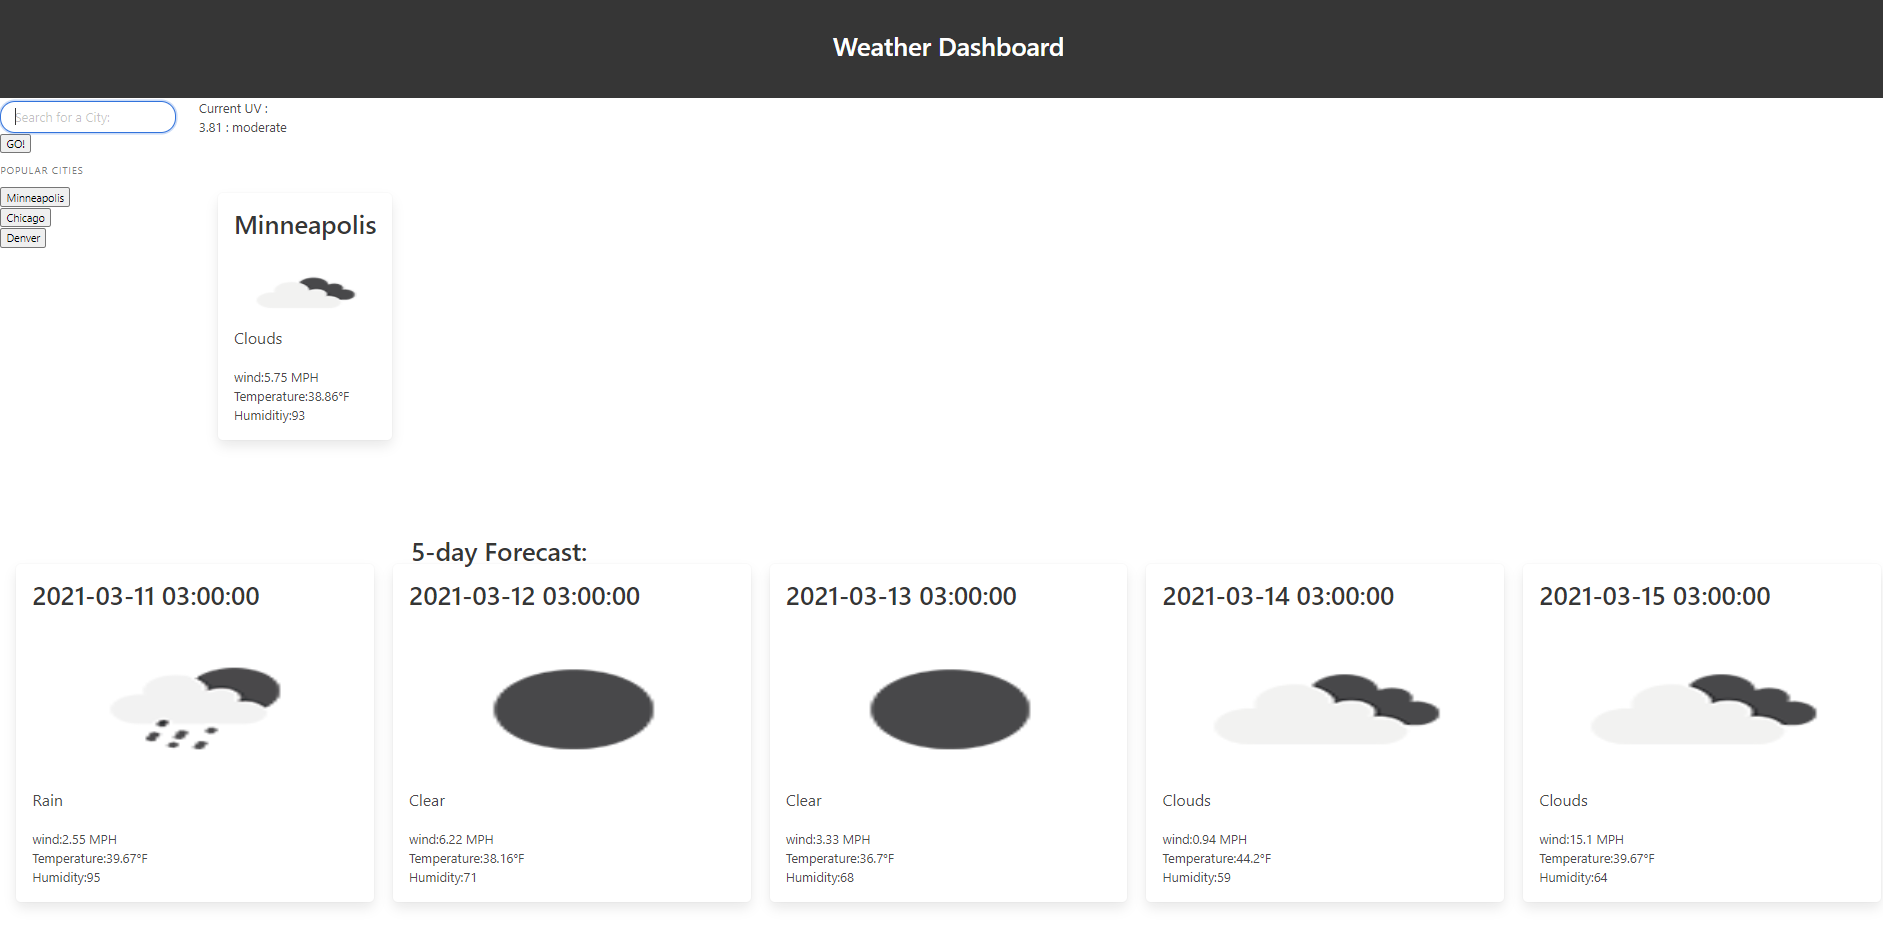 Weather Dashboard
Search for a City:
GO!
POPULAR CITIES
Minneapolis
Chicago
Denver
Current UV :
3.81 : moderate
Minneapolis
Clouds
wind:5.75 MPH
Temperature:38.86°F
Humiditiy:93
5-day Forecast:
2021-03-11 03:00:00
Rain
wind:2.55 MPH
Temperature:39.67°F
Humidity:95
2021-03-12 03:00:00
Clear
wind:6.22 MPH
Temperature:38.16°F
Humidity:71
2021-03-13 03:00:00
Clear
wind:3.33 MPH
Temperature:36.7°F
Humidity:68
2021-03-14 03:00:00
Clouds
wind:0.94 MPH
Temperature:44.2°F
Humidity:59
2021-03-15 03:00:00
Clouds
wind:15.1 MPH
Temperature:39.67°F
Humidity:64